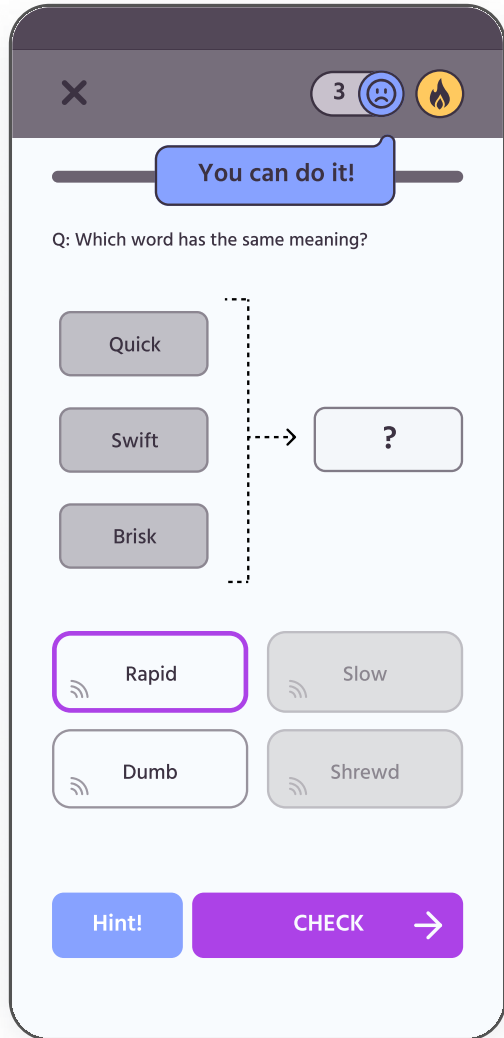 3
You can do it!
Q: Which word has the same meaning?
Quick
Swift
?
Brisk
Rapid
Slow
Dumb
Shrewd
Hint!
CHECK